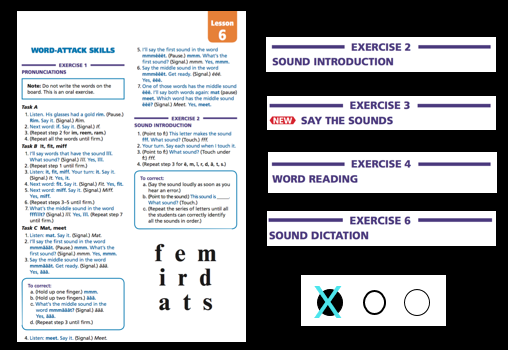 Lesson
6
WORD-ATTACK SKILLS
EXERCISE 1
PRONUNCIATIONS
Note: Do not write the words on the
board. This is an oral exercise.
Task A
1. Listen. His glasses had a gold rim. (Pause.)
Rim. Say it. (Signal.) Rim.
2. Next word: if. Say it. (Signal.) If.
3. (Repeat step 2 for im, reem, ram.)
4. (Repeat all the words until firm.)
Task B It, fit, miff
1. I'll say words that have the sound ĭĭĭ.
What sound? (Signal.) ĭĭĭ. Yes, ĭĭĭ.
2. (Repeat step 1 until firm.)
3. Listen: it, fit, miff. Your turn: it. Say it.
(Signal.) It. Yes, it.
4. Next word: fit. Say it. (Signal.) Fit. Yes, fit.
5. Next word: miff. Say it. (Signal.) Miff.
Yes, miff.
6. (Repeat steps 3–5 until firm.)
7. What's the middle sound in the word
ffffĭĭĭt? (Signal.) ĭĭĭ. Yes, ĭĭĭ. (Repeat step 7
until firm.)
Task C Mat, meet
1. Listen: mat. Say it. (Signal.) Mat.
2. I'll say the first sound in the word
mmmăăăt. (Pause.) mmm. What's the
first sound? (Signal.) mmm. Yes, mmm.
3. Say the middle sound in the word
mmmăăăt. Get ready. (Signal.) ăăă.
Yes, ăăă.
To correct:
a. (Hold up one finger.) mmm.
b. (Hold up two fingers.) ăăă.
c. What's the middle sound in the word
mmmăăăt? (Signal.) ăăă.
Yes, ăăă.
d. (Repeat step 3 until firm.)
4. Listen: meet. Say it. (Signal.) Meet.
5. I'll say the first sound in the word
mmmēēēt. (Pause.) mmm. What's the
first sound? (Signal.) mmm. Yes, mmm.
6. Say the middle sound in the word
mmmēēēt. Get ready. (Signal.) ēēē.
Yes, ēēē.
7. One of those words has the middle sound
ăăă. I'll say both words again: mat (pause)
meet. Which word has the middle sound
ēēē? (Signal.) Meet. Yes, meet.
EXERCISE 2
SOUND INTRODUCTION
1. (Point to f:) This letter makes the sound
fff. What sound? (Touch.) fff.
2. Your turn. Say each sound when I touch it.
3. (Point to f:) What sound? (Touch under
f:) fff.
4. (Repeat step 3 for ē, m, ĭ, r, d, ă, t, s.)
To correct:
a. (Say the sound loudly as soon as you
hear an error.)
b. (Point to the sound:) This sound is ____.
What sound? (Touch.)
c. (Repeat the series of letters until all
the students can correctly identify
all the sounds in order.)
f e m
i r d
a t s
EXERCISE 2
SOUND INTRODUCTION
EXERCISE 3
NEW SAY THE SOUNDS
EXERCISE 4
WORD READING
EXERCISE 6
SOUND DICTATION
X